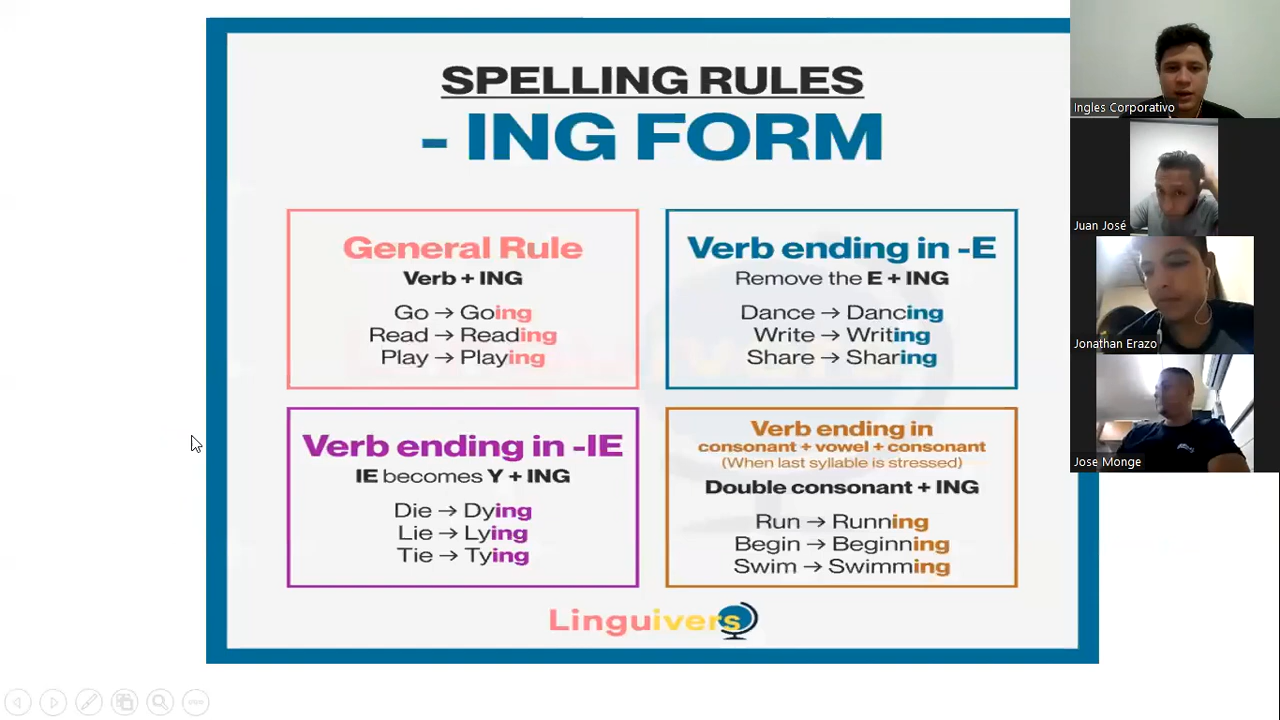 SPELLING RULES
- ING FORM
General Rule
Verb + ING
Go → Going
Read → Reading
Play → Playing
Verb ending in -E
Remove the E + ING
Dance → Dancing
Write → Writing
Share → Sharing
Verb ending in -IE
IE becomes Y + ING
Die → Dying
Lie → Lying
Tie → Tying
Verb ending in
consonant + vowel + consonant
(When last syllable is stressed)
Double consonant + ING
Run → Running
Begin → Beginning
Swim → Swimming
Linguivers
Ingles Corporativo
Juan José
Jonathan Erazo
Jose Monge